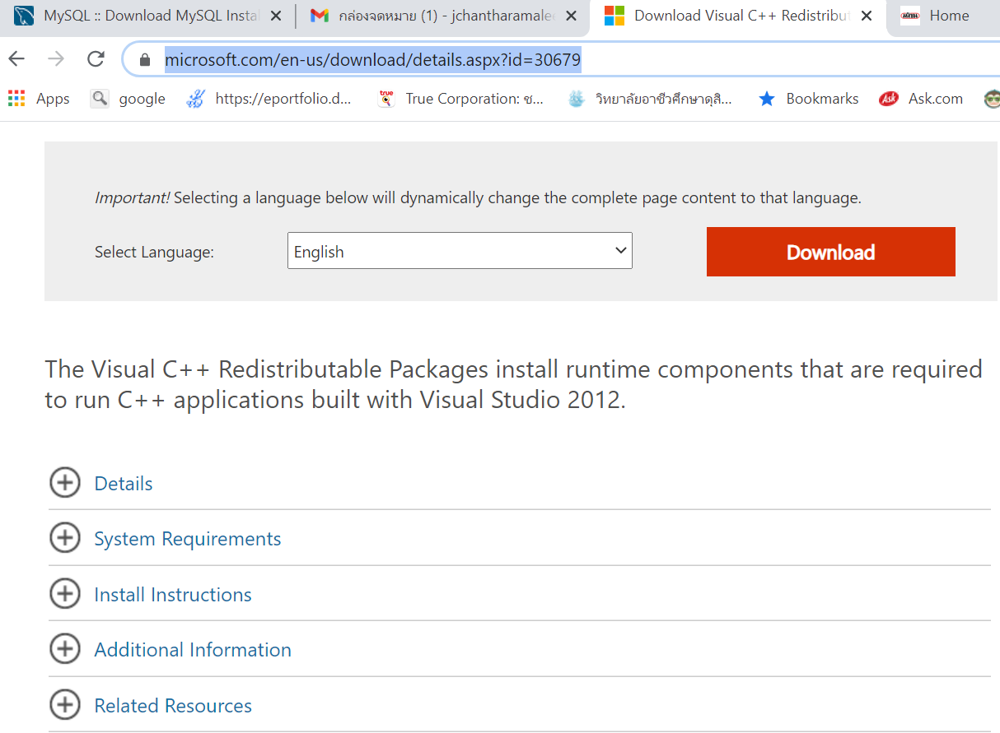 MySQL :: Download MySQL Instal
กล่องจดหมาย (1) - jchantharamale
Download Visual C++ Redistribut
Home
microsoft.com/en-us/download/details.aspx?id=30679
Apps
google
https://eportfolio.d...
true
True Corporation: ซ...
วิทยาลัยอาชีวศึกษาดุสิ...
Bookmarks
Ask
Ask.com
Important! Selecting a language below will dynamically change the complete page content to that language.
Select Language:
English
Download
The Visual C++ Redistributable Packages install runtime components that are required
to run C++ applications built with Visual Studio 2012.
Details
System Requirements
Install Instructions
Additional Information
Related Resources